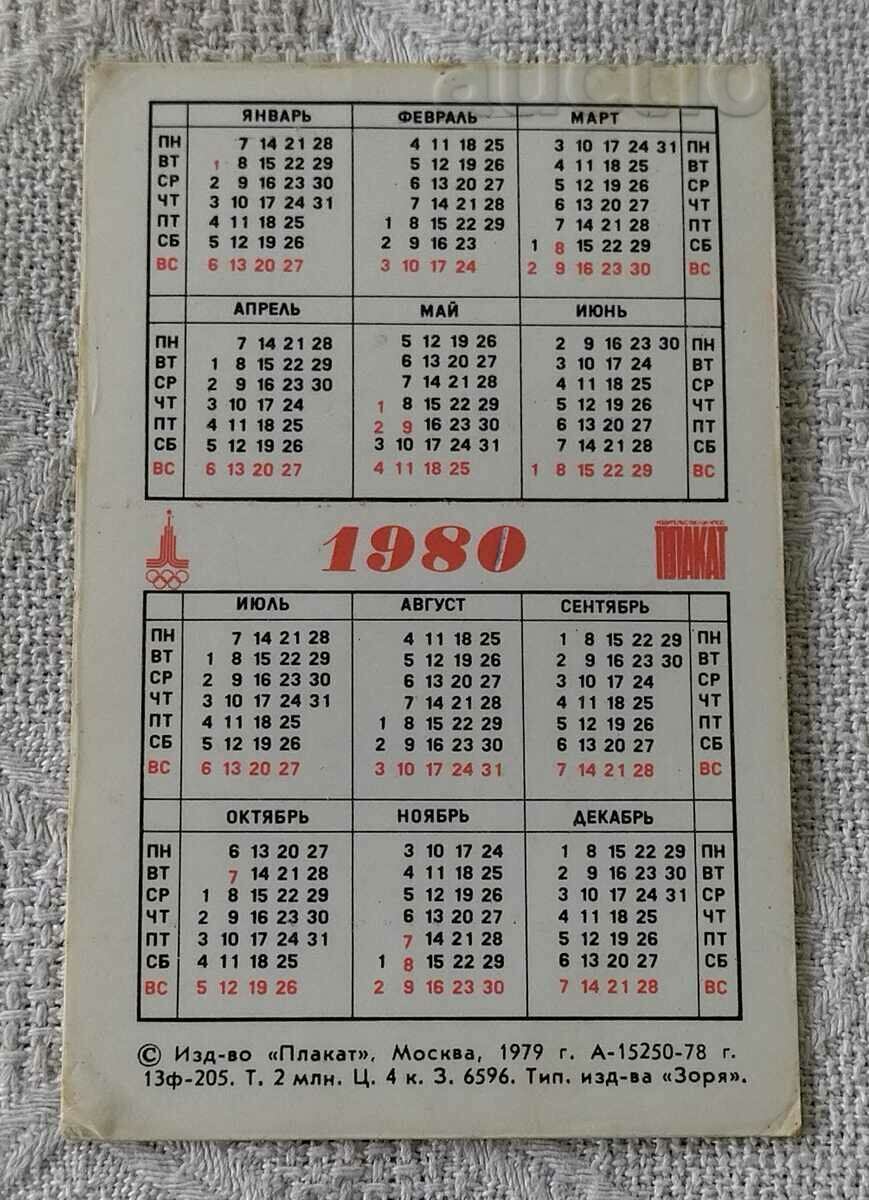 auctio
ЯНВАРЬ ФЕВРАЛЬ МАРТ
ПН 7 14 21 28 4 11 18 25 3 10 17 24 31 ПН
ВТ 1 8 15 22 29 5 12 19 26 4 11 18 25 ВТ
СР 2 9 16 23 30 6 13 20 27 5 12 19 26 СР
ЧТ 3 10 17 24 31 7 14 21 28 6 13 20 27 ЧТ
ПТ 4 11 18 25 1 8 15 22 29 7 14 21 28 ПТ
СБ 5 12 19 26 2 9 16 23 1 8 15 22 29 СБ
ВС 6 13 20 27 3 10 17 24 2 9 16 23 30 ВС
АПРЕЛЬ МАЙ ИЮНЬ
ПН 7 14 21 28 5 12 19 26 2 9 16 23 30 ПН
ВТ 1 8 15 22 29 6 13 20 27 3 10 17 24 ВТ
СР 2 9 16 23 30 7 14 21 28 4 11 18 25 СР
ЧТ 3 10 17 24 1 8 15 22 29 5 12 19 26 ЧТ
ПТ 4 11 18 25 2 9 16 23 30 6 13 20 27 ПТ
СБ 5 12 19 26 3 10 17 24 31 7 14 21 28 СБ
ВС 6 13 20 27 4 11 18 25 1 8 15 22 29 ВС
1980 ПЛАКАТ
ИЮЛЬ АВГУСТ СЕНТЯБРЬ
ПН 7 14 21 28 4 11 18 25 1 8 15 22 29 ПН
ВТ 1 8 15 22 29 5 12 19 26 2 9 16 23 30 ВТ
СР 2 9 16 23 30 6 13 20 27 3 10 17 24 СР
ЧТ 3 10 17 24 31 7 14 21 28 4 11 18 25 ЧТ
ПТ 4 11 18 25 1 8 15 22 29 5 12 19 26 ПТ
СБ 5 12 19 26 2 9 16 23 30 6 13 20 27 СБ
ВС 6 13 20 27 3 10 17 24 31 7 14 21 28 ВС
ОКТЯБРЬ НОЯБРЬ ДЕКАБРЬ
ПН 6 13 20 27 3 10 17 24 1 8 15 22 29 ПН
ВТ 7 14 21 28 4 11 18 25 2 9 16 23 30 ВТ
СР 1 8 15 22 29 5 12 19 26 3 10 17 24 31 СР
ЧТ 2 9 16 23 30 6 13 20 27 4 11 18 25 ЧТ
ПТ 3 10 17 24 31 7 14 21 28 5 12 19 26 ПТ
СБ 4 11 18 25 1 8 15 22 29 6 13 20 27 СБ
ВС 5 12 19 26 2 9 16 23 30 7 14 21 28 ВС
© Изд-во «Плакат», Москва, 1979 г. А-15250-78 г.
13ф-205. Т. 2 млн. Ц. 4 к. З. 6596. Тип. изд-ва «Зоря».